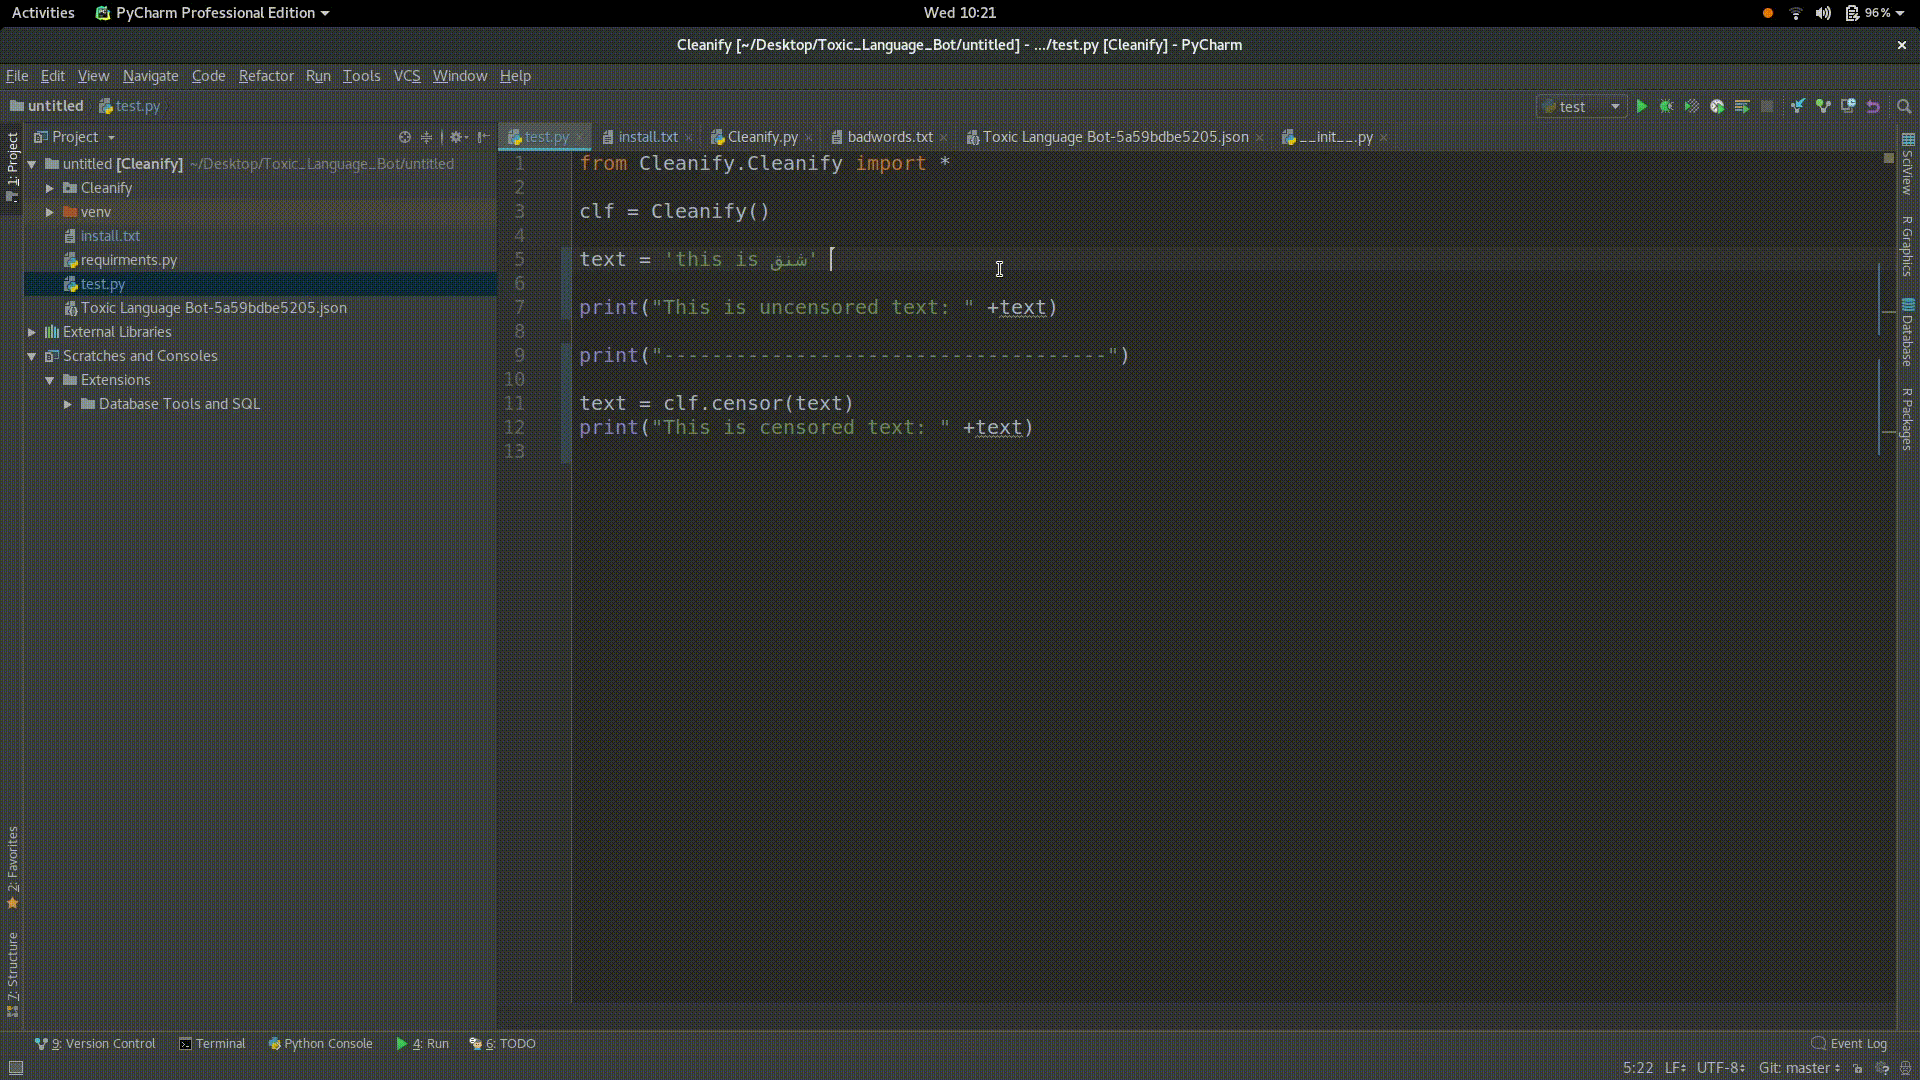 Activities PyCharm Professional Edition Wed 10:21 96%
Cleanify [~/Desktop/Toxic_Language_Bot/untitled] - .../test.py [Cleanify] - PyCharm
File Edit View Navigate Code Refactor Run Tools VCS Window Help
untitled test.py test
Project
test.py install.txt Cleanify.py badwords.txt Toxic Language Bot-5a59bdbe5205.json __init__.py
1: Project
untitled [Cleanify] ~/Desktop/Toxic_Language_Bot/untitled
Cleanify
venv
install.txt
requirments.py
test.py
Toxic Language Bot-5a59bdbe5205.json
External Libraries
Scratches and Consoles
Extensions
Database Tools and SQL
2: Favorites
7: Structure
1 from Cleanify.Cleanify import *
2
3 clf = Cleanify()
4
5 text = 'this is شنق'
6
7 print("This is uncensored text: " +text)
8
9 print("-------------------------------------")
10
11 text = clf.censor(text)
12 print("This is censored text: " +text)
13
SciView
R Graphics
Database
R Packages
9: Version Control Terminal Python Console 4: Run 6: TODO Event Log
5:22 LF UTF-8 Git: master